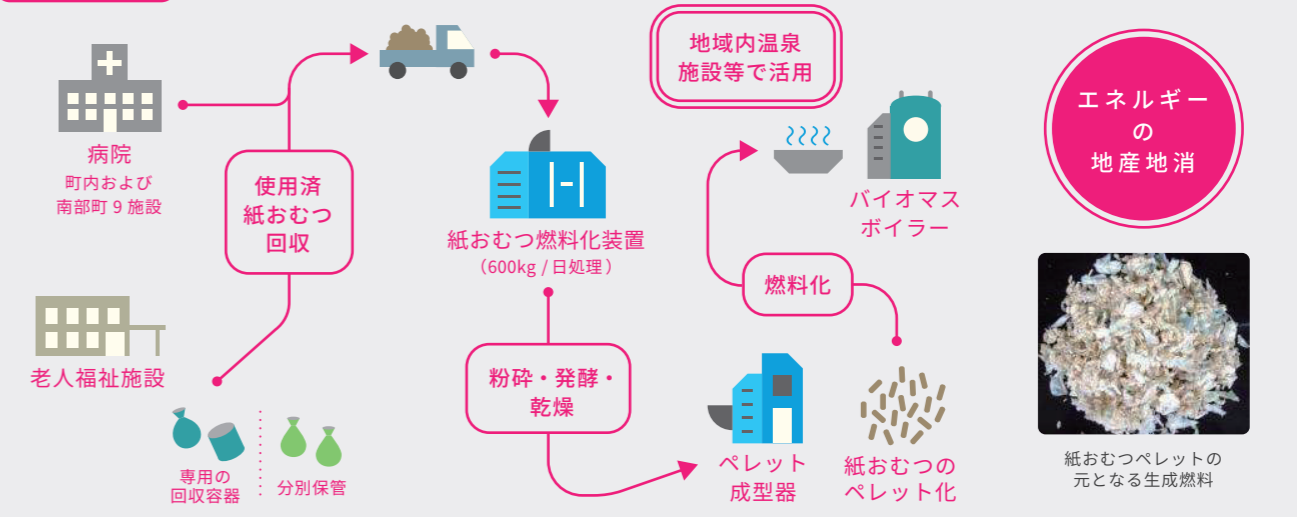 病院
町内および
南部町 9 施設
使用済
紙おむつ
回収
老人福祉施設
専用の
回収容器
分別保管
紙おむつ燃料化装置
（600kg / 日処理）
粉砕・発酵・
乾燥
ペレット
成型器
紙おむつの
ペレット化
燃料化
地域内温泉
施設等で活用
バイオマス
ボイラー
エネルギー
の
地産地消
紙おむつペレットの
元となる生成燃料